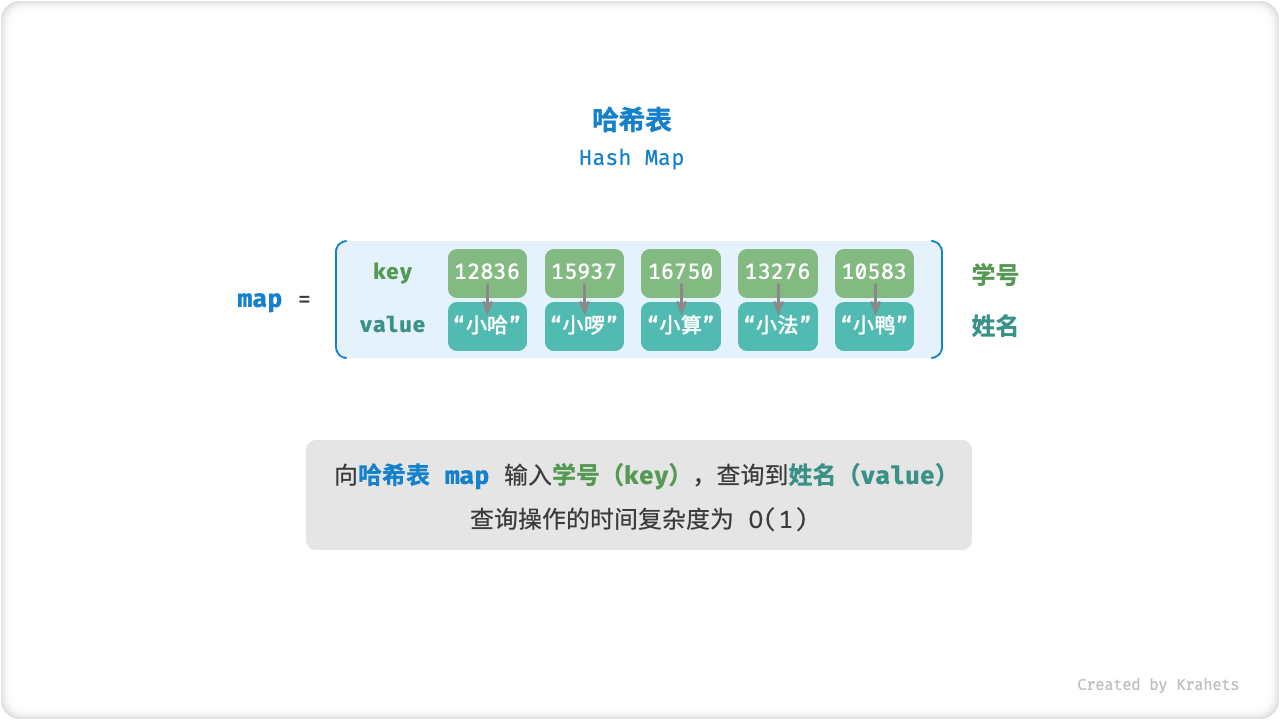 哈希表
Hash Map
key 12836 15937 16750 13276 10583 学号
map =
value “小哈” “小啰” “小算” “小法” “小鸭” 姓名
向哈希表 map 输入学号（key），查询到姓名（value）
查询操作的时间复杂度为 O(1)
Created by Krahets